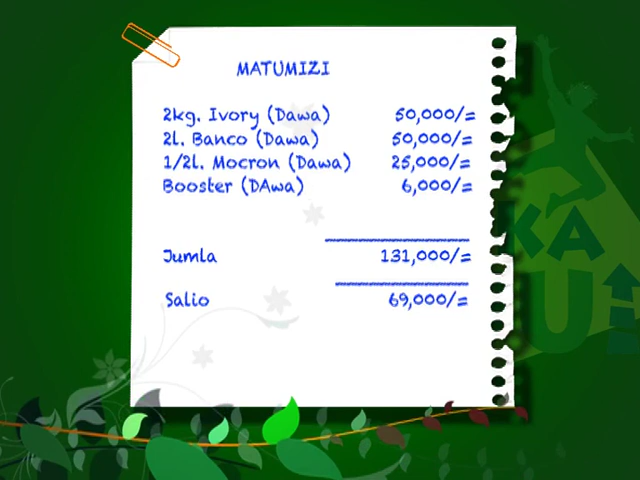 MATUMIZI
2kg. Ivory (Dawa) 50,000/=
2l. Banco (Dawa) 50,000/=
1/2l. Mocron (Dawa) 25,000/=
Booster (DAwa) 6,000/=
Jumla 131,000/=
Salio 69,000/=
KA
U!